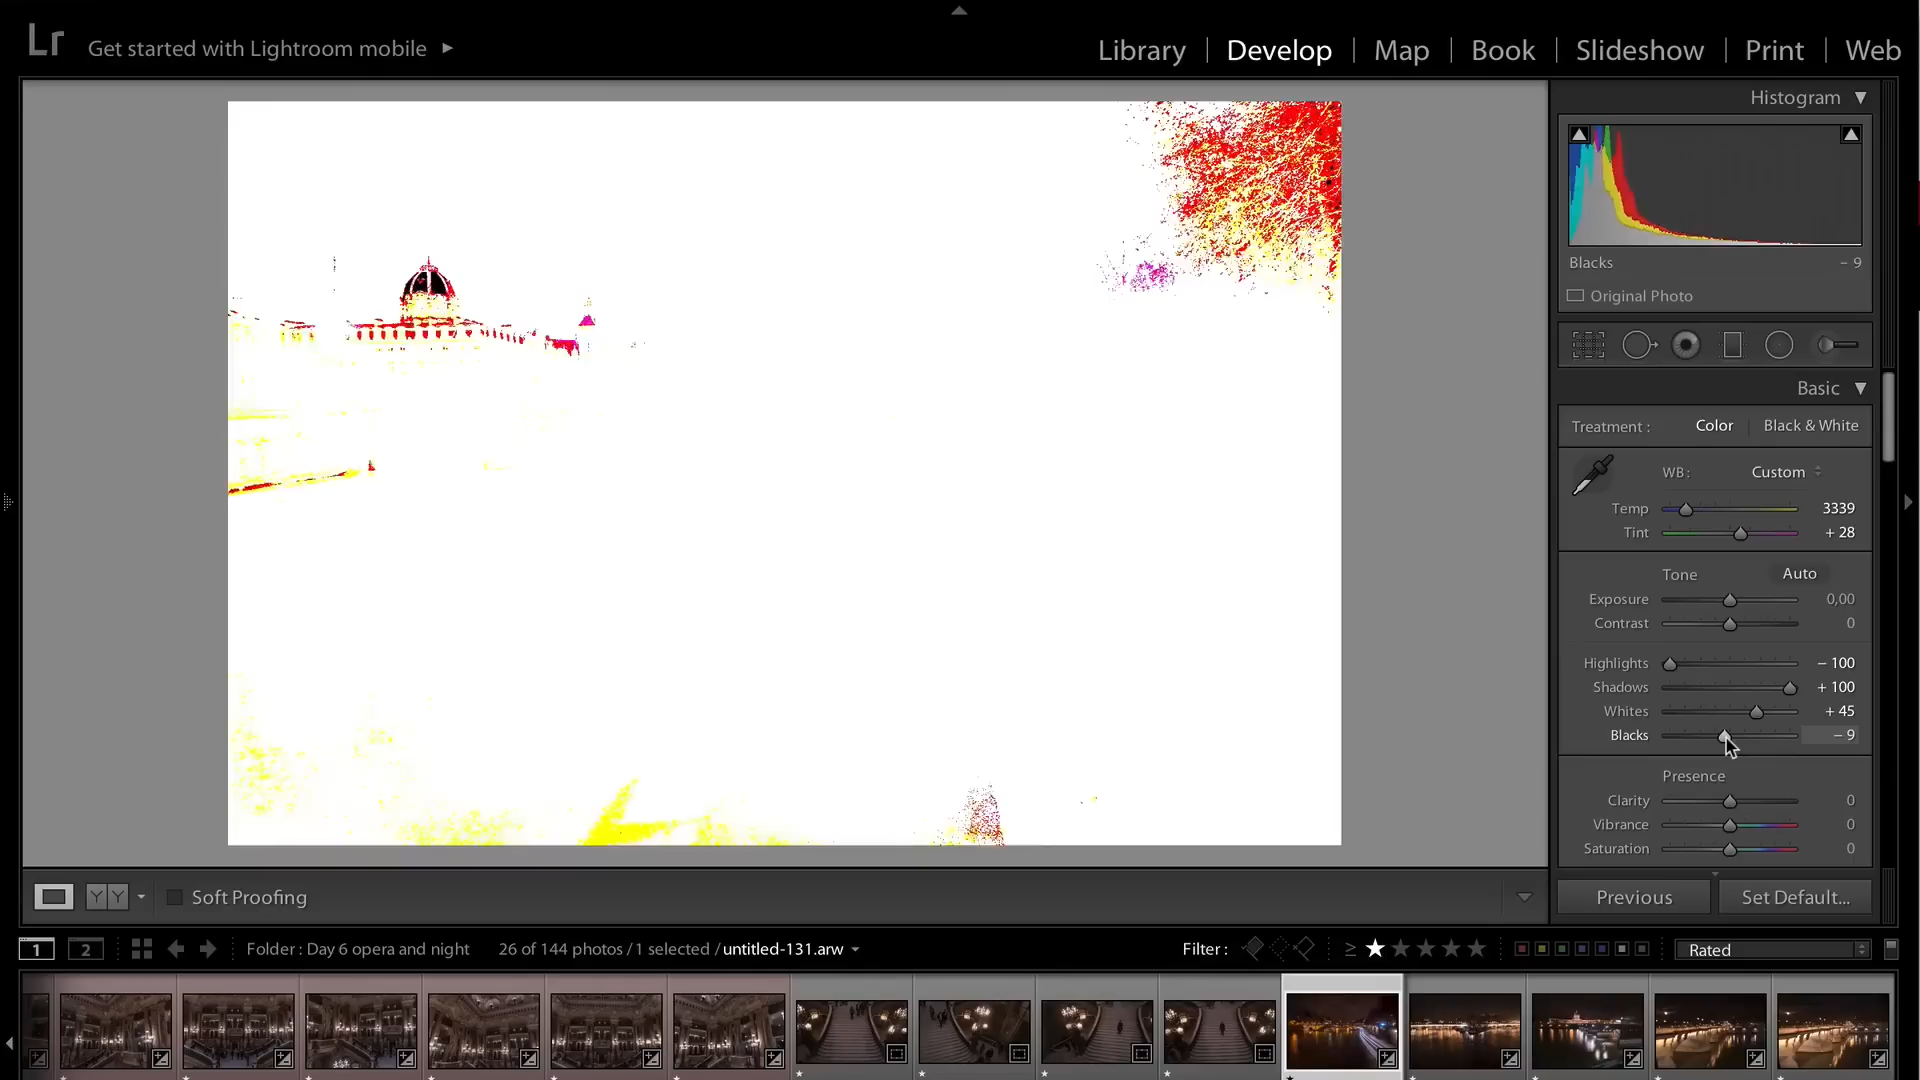 Lr Get started with Lightroom mobile ▶
Library | Develop | Map | Book | Slideshow | Print | Web
Histogram ▼
Blacks – 9
Original Photo
Basic ▼
Treatment : Color Black & White
WB : Custom
Temp 3339
Tint + 28
Tone Auto
Exposure 0,00
Contrast 0
Highlights – 100
Shadows + 100
Whites + 45
Blacks – 9
Presence
Clarity 0
Vibrance 0
Saturation 0
YY Soft Proofing
Previous Set Default...
1 2 Folder : Day 6 opera and night 26 of 144 photos / 1 selected / untitled-131.arw Filter : ≥ ★★★★★ Rated